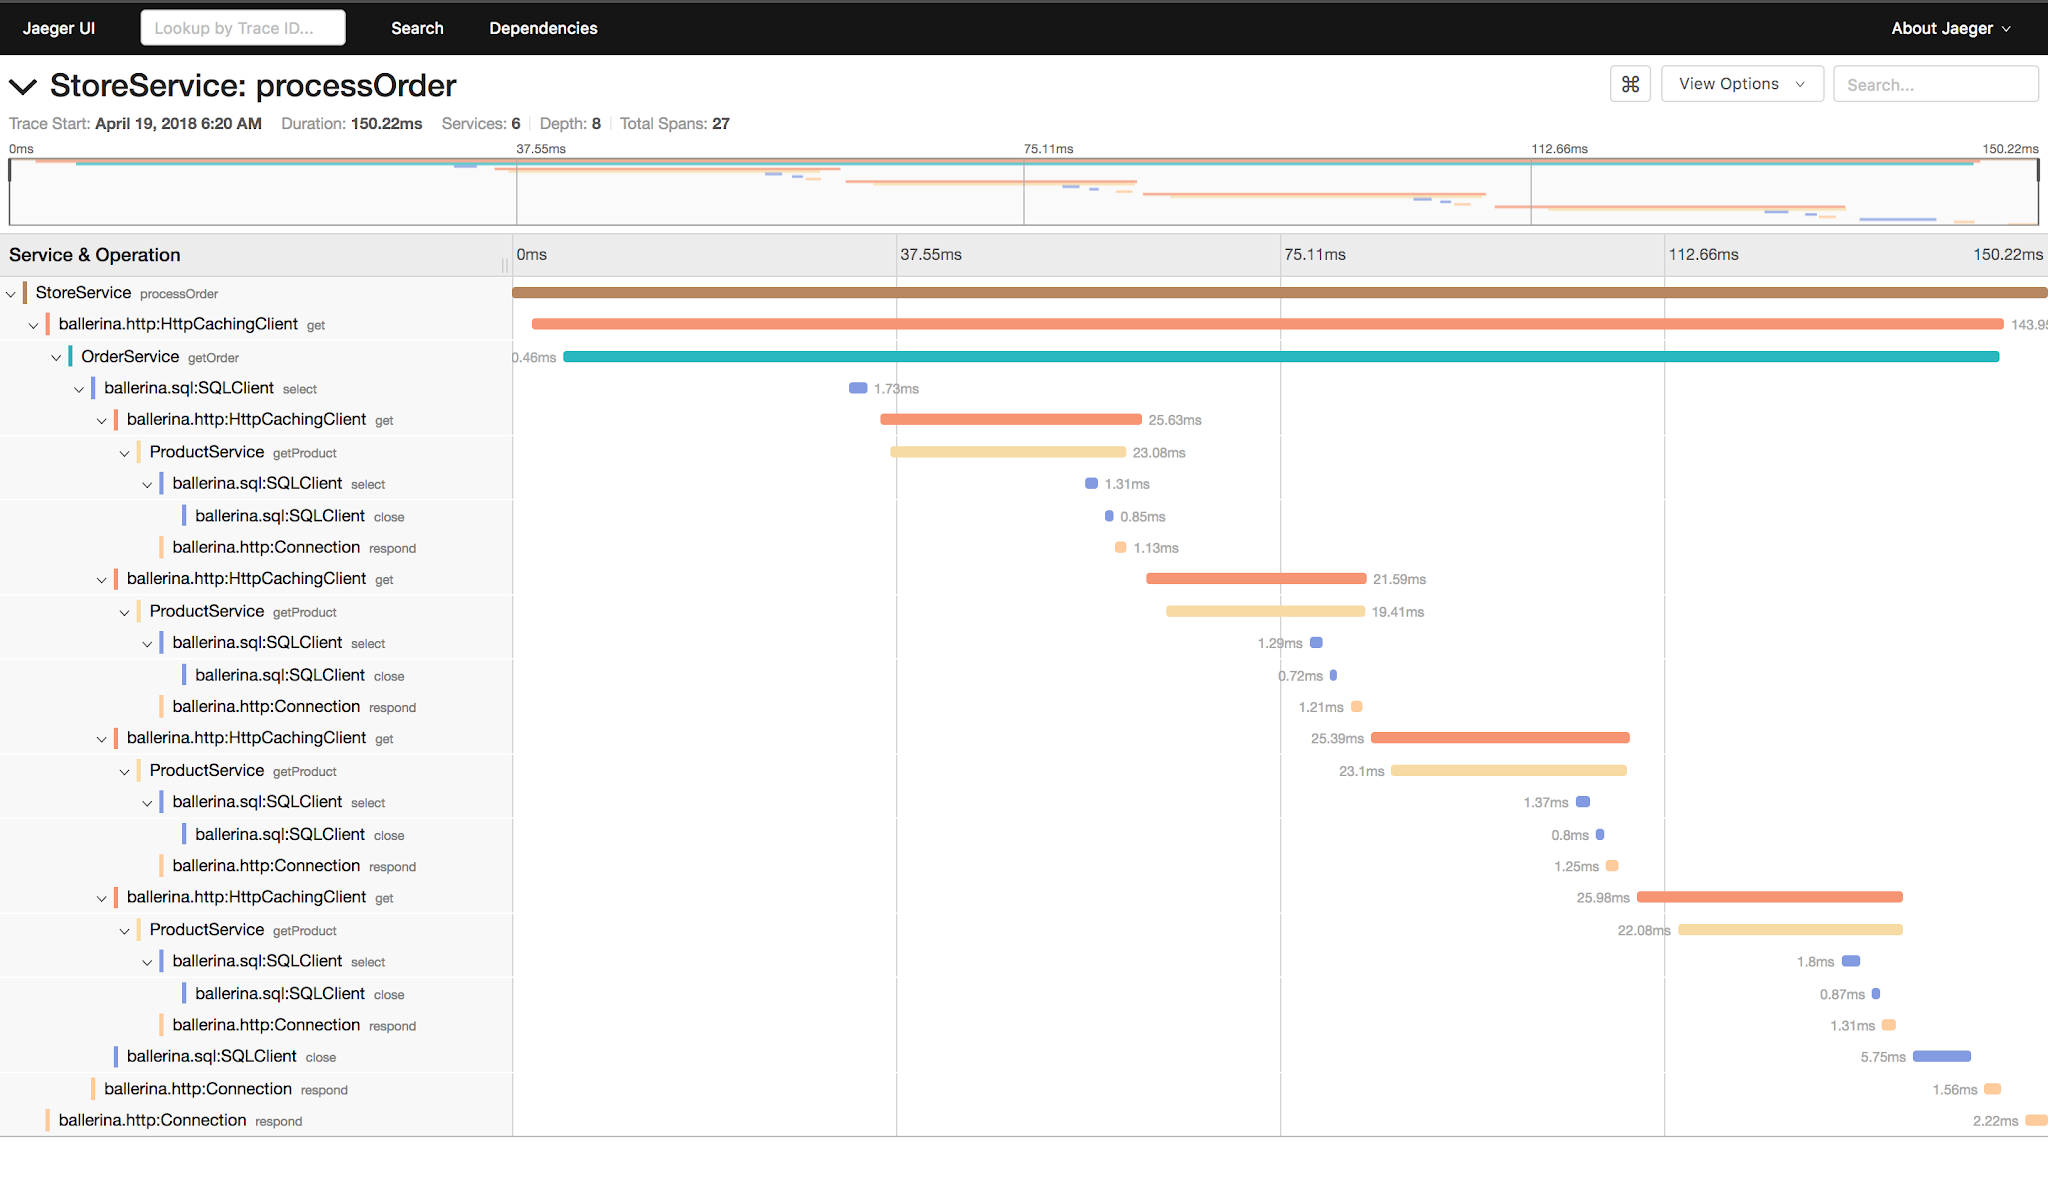 Jaeger UI Lookup by Trace ID... Search Dependencies About Jaeger
StoreService: processOrder ⌘ View Options Search...
Trace Start: April 19, 2018 6:20 AM Duration: 150.22ms Services: 6 Depth: 8 Total Spans: 27
0ms 37.55ms 75.11ms 112.66ms 150.22ms
Service & Operation 0ms 37.55ms 75.11ms 112.66ms 150.22ms
StoreService processOrder
ballerina.http:HttpCachingClient get 143.95
OrderService getOrder 0.46ms
ballerina.sql:SQLClient select 1.73ms
ballerina.http:HttpCachingClient get 25.63ms
ProductService getProduct 23.08ms
ballerina.sql:SQLClient select 1.31ms
ballerina.sql:SQLClient close 0.85ms
ballerina.http:Connection respond 1.13ms
ballerina.http:HttpCachingClient get 21.59ms
ProductService getProduct 19.41ms
ballerina.sql:SQLClient select 1.29ms
ballerina.sql:SQLClient close 0.72ms
ballerina.http:Connection respond 1.21ms
ballerina.http:HttpCachingClient get 25.39ms
ProductService getProduct 23.1ms
ballerina.sql:SQLClient select 1.37ms
ballerina.sql:SQLClient close 0.8ms
ballerina.http:Connection respond 1.25ms
ballerina.http:HttpCachingClient get 25.98ms
ProductService getProduct 22.08ms
ballerina.sql:SQLClient select 1.8ms
ballerina.sql:SQLClient close 0.87ms
ballerina.http:Connection respond 1.31ms
ballerina.sql:SQLClient close 5.75ms
ballerina.http:Connection respond 1.56ms
ballerina.http:Connection respond 2.22ms